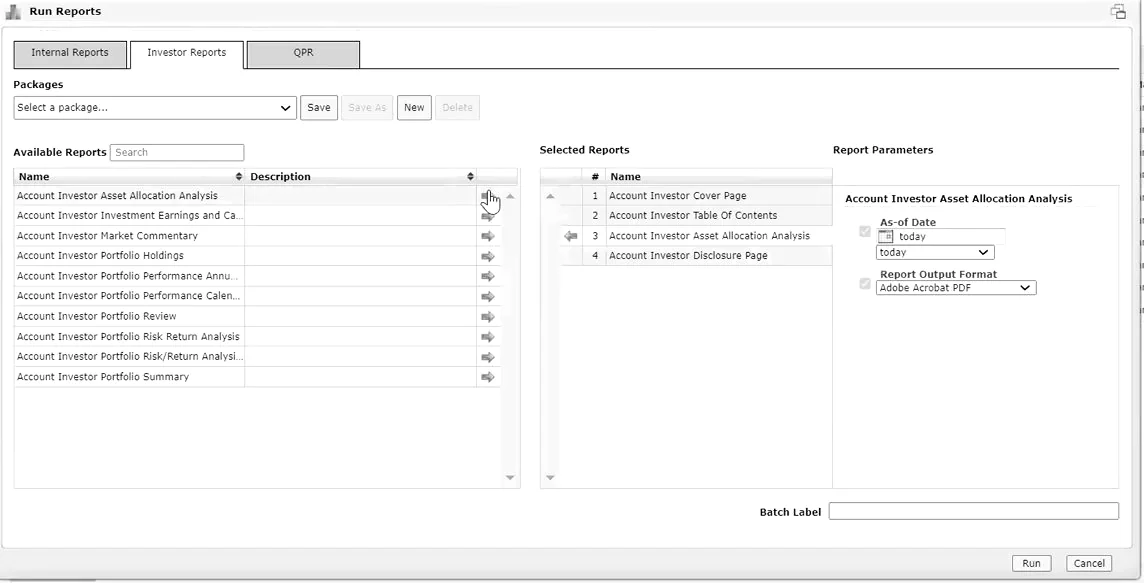 Run Reports
Internal Reports
Investor Reports
QPR
Packages
Select a package...
Save
Save As
New
Delete
Available Reports
Search
Name
Description
Account Investor Asset Allocation Analysis
Account Investor Investment Earnings and Ca...
Account Investor Market Commentary
Account Investor Portfolio Holdings
Account Investor Portfolio Performance Annu...
Account Investor Portfolio Performance Calen...
Account Investor Portfolio Review
Account Investor Portfolio Risk Return Analysis
Account Investor Portfolio Risk/Return Analysi...
Account Investor Portfolio Summary
Selected Reports
# Name
1 Account Investor Cover Page
2 Account Investor Table Of Contents
3 Account Investor Asset Allocation Analysis
4 Account Investor Disclosure Page
Report Parameters
Account Investor Asset Allocation Analysis
As-of Date
today
today
Report Output Format
Adobe Acrobat PDF
Batch Label
Run
Cancel